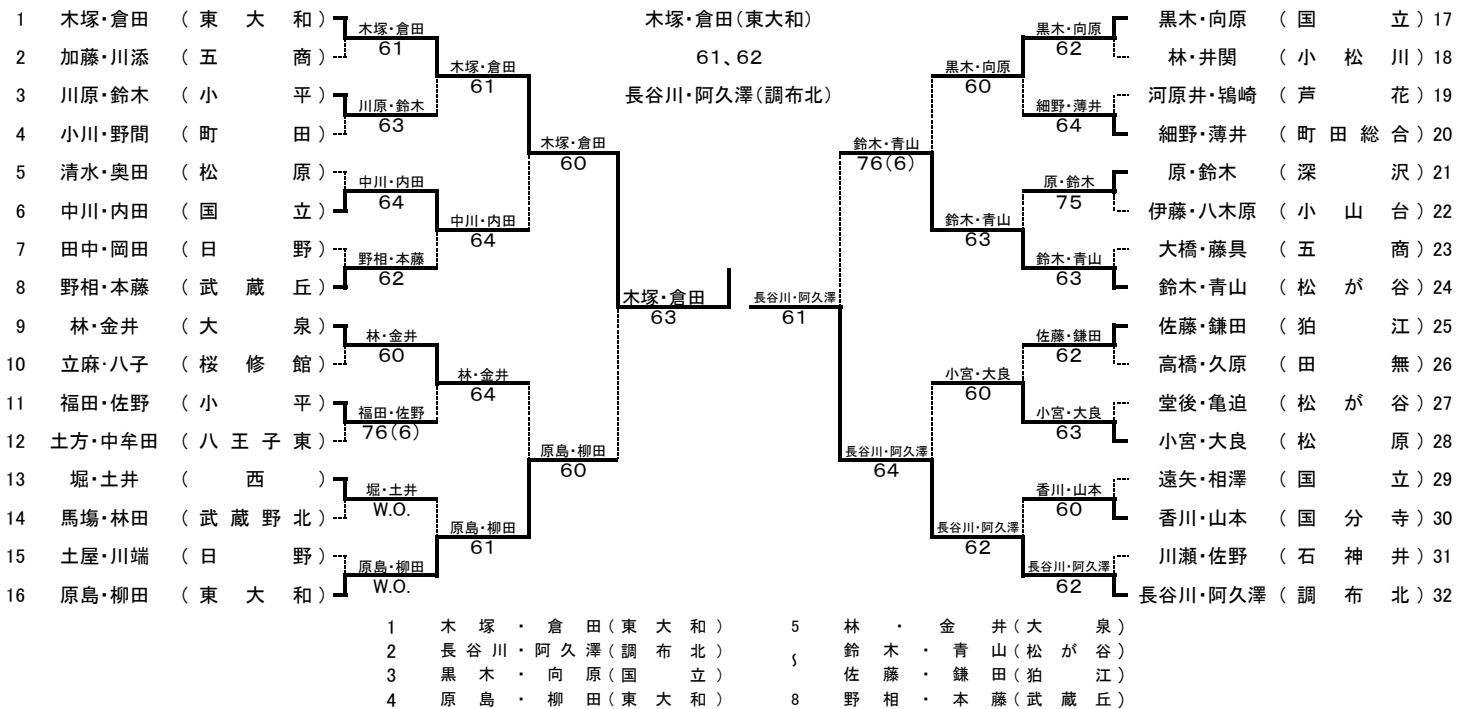 木塚・倉田(東大和)
61、62
長谷川・阿久澤(調布北)
1 木塚・倉田 (東大和)
2 加藤・川添 (五商)
3 川原・鈴木 (小平)
4 小川・野間 (町田)
5 清水・奥田 (松原)
6 中川・内田 (国立)
7 田中・岡田 (日野)
8 野相・本藤 (武蔵丘)
9 林・金井 (大泉)
10 立麻・八子 (桜修館)
11 福田・佐野 (小平)
12 土方・中牟田 (八王子東)
13 堀・土井 (西)
14 馬塲・林田 (武蔵野北)
15 土屋・川端 (日野)
16 原島・柳田 (東大和)
木塚・倉田
61
川原・鈴木
63
中川・内田
64
野相・本藤
62
林・金井
60
福田・佐野
76(6)
堀・土井
W.O.
原島・柳田
W.O.
木塚・倉田
61
中川・内田
64
林・金井
64
原島・柳田
61
木塚・倉田
60
原島・柳田
60
木塚・倉田
63
長谷川・阿久澤
61
鈴木・青山
76(6)
長谷川・阿久澤
64
黒木・向原
60
鈴木・青山
63
小宮・大良
60
長谷川・阿久澤
62
黒木・向原
62
細野・薄井
64
原・鈴木
75
鈴木・青山
63
佐藤・鎌田
62
小宮・大良
63
香川・山本
60
長谷川・阿久澤
62
黒木・向原 (国立) 17
林・井関 (小松川) 18
河原井・鴇崎 (芦花) 19
細野・薄井 (町田総合) 20
原・鈴木 (深沢) 21
伊藤・八木原 (小山台) 22
大橋・藤具 (五商) 23
鈴木・青山 (松が谷) 24
佐藤・鎌田 (狛江) 25
高橋・久原 (田無) 26
堂後・亀迫 (松が谷) 27
小宮・大良 (松原) 28
遠矢・相澤 (国立) 29
香川・山本 (国分寺) 30
川瀬・佐野 (石神井) 31
長谷川・阿久澤 (調布北) 32
1 木塚・倉田(東大和)
2 長谷川・阿久澤(調布北)
3 黒木・向原(国立)
4 原島・柳田(東大和)
5 林・金井(大泉)
〜 鈴木・青山(松が谷)
佐藤・鎌田(狛江)
8 野相・本藤(武蔵丘)